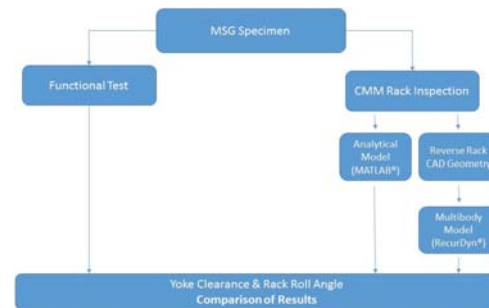 MSG Specimen
Functional Test
CMM Rack Inspection
Analytical
Model
(MATLAB®)
Reverse Rack
CAD Geometry
Multibody
Model
(RecurDyn®)
Yoke Clearance & Rack Roll Angle
Comparison of Results